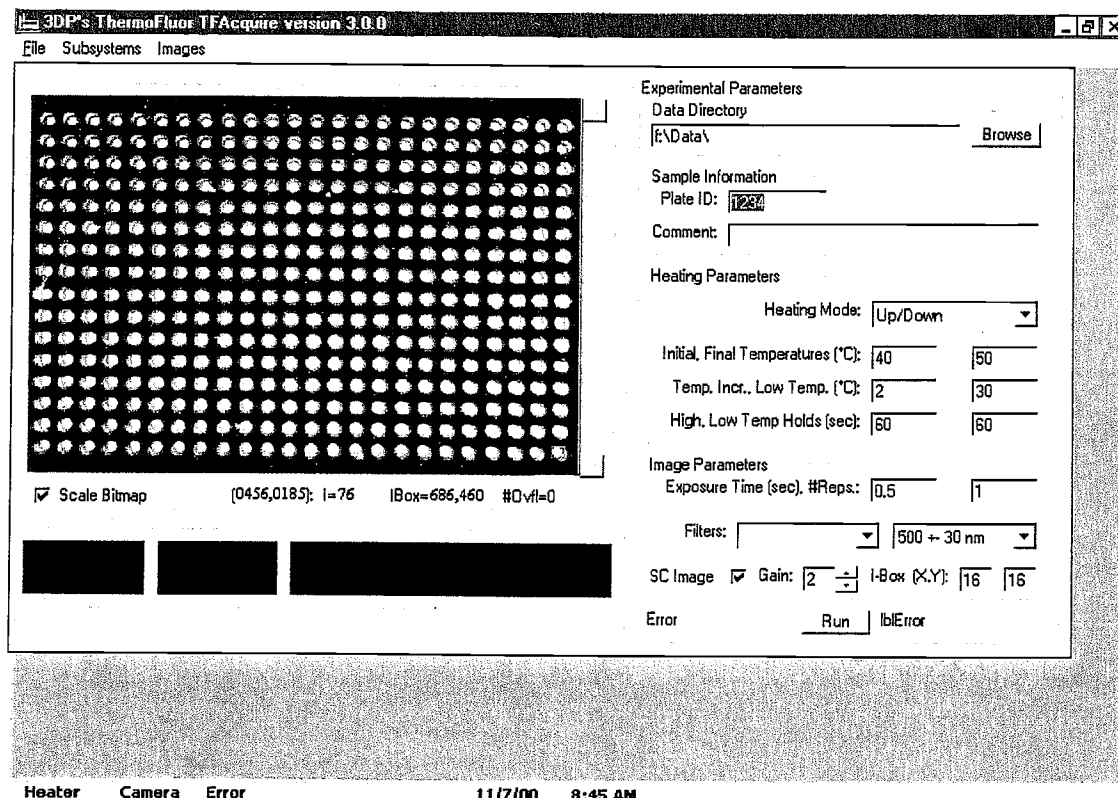 3DP's ThermoFluor TFAcquire version 3.0.0
File Subsystems Images
Experimental Parameters
Data Directory
f:\Data\
Browse
Sample Information
Plate ID: 1234
Comment:
Heating Parameters
Heating Mode: Up/Down
Initial, Final Temperatures (°C): 40 50
Temp. Incr., Low Temp. (°C): 2 30
High, Low Temp Holds (sec): 60 60
Image Parameters
Exposure Time (sec), #Reps.: 0.5 1
Scale Bitmap (0456,0185): I=76 IBox=686,460 #Ovfl=0
Filters: 500 +- 30 nm
SC Image Gain: 2 I-Box (X,Y): 16 16
Error Run lblError
Heater Camera Error 11/7/00 8:45 AM